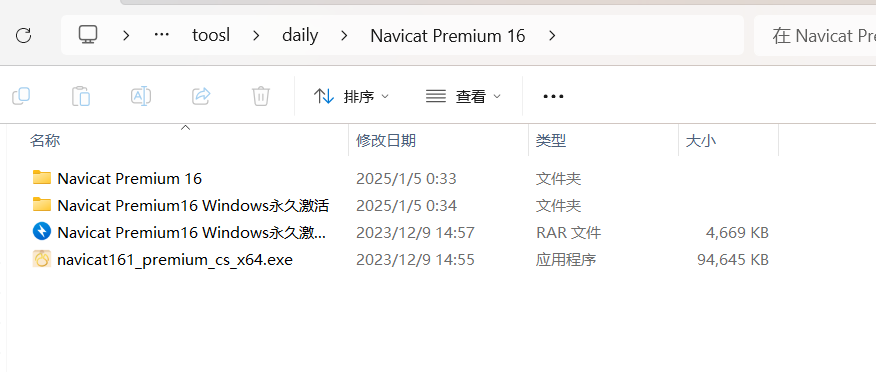 toosl daily Navicat Premium 16 在 Navicat Pre
排序 查看
名称 修改日期 类型 大小
Navicat Premium 16 2025/1/5 0:33 文件夹
Navicat Premium16 Windows永久激活 2025/1/5 0:34 文件夹
Navicat Premium16 Windows永久激... 2023/12/9 14:57 RAR 文件 4,669 KB
navicat161_premium_cs_x64.exe 2023/12/9 14:55 应用程序 94,645 KB